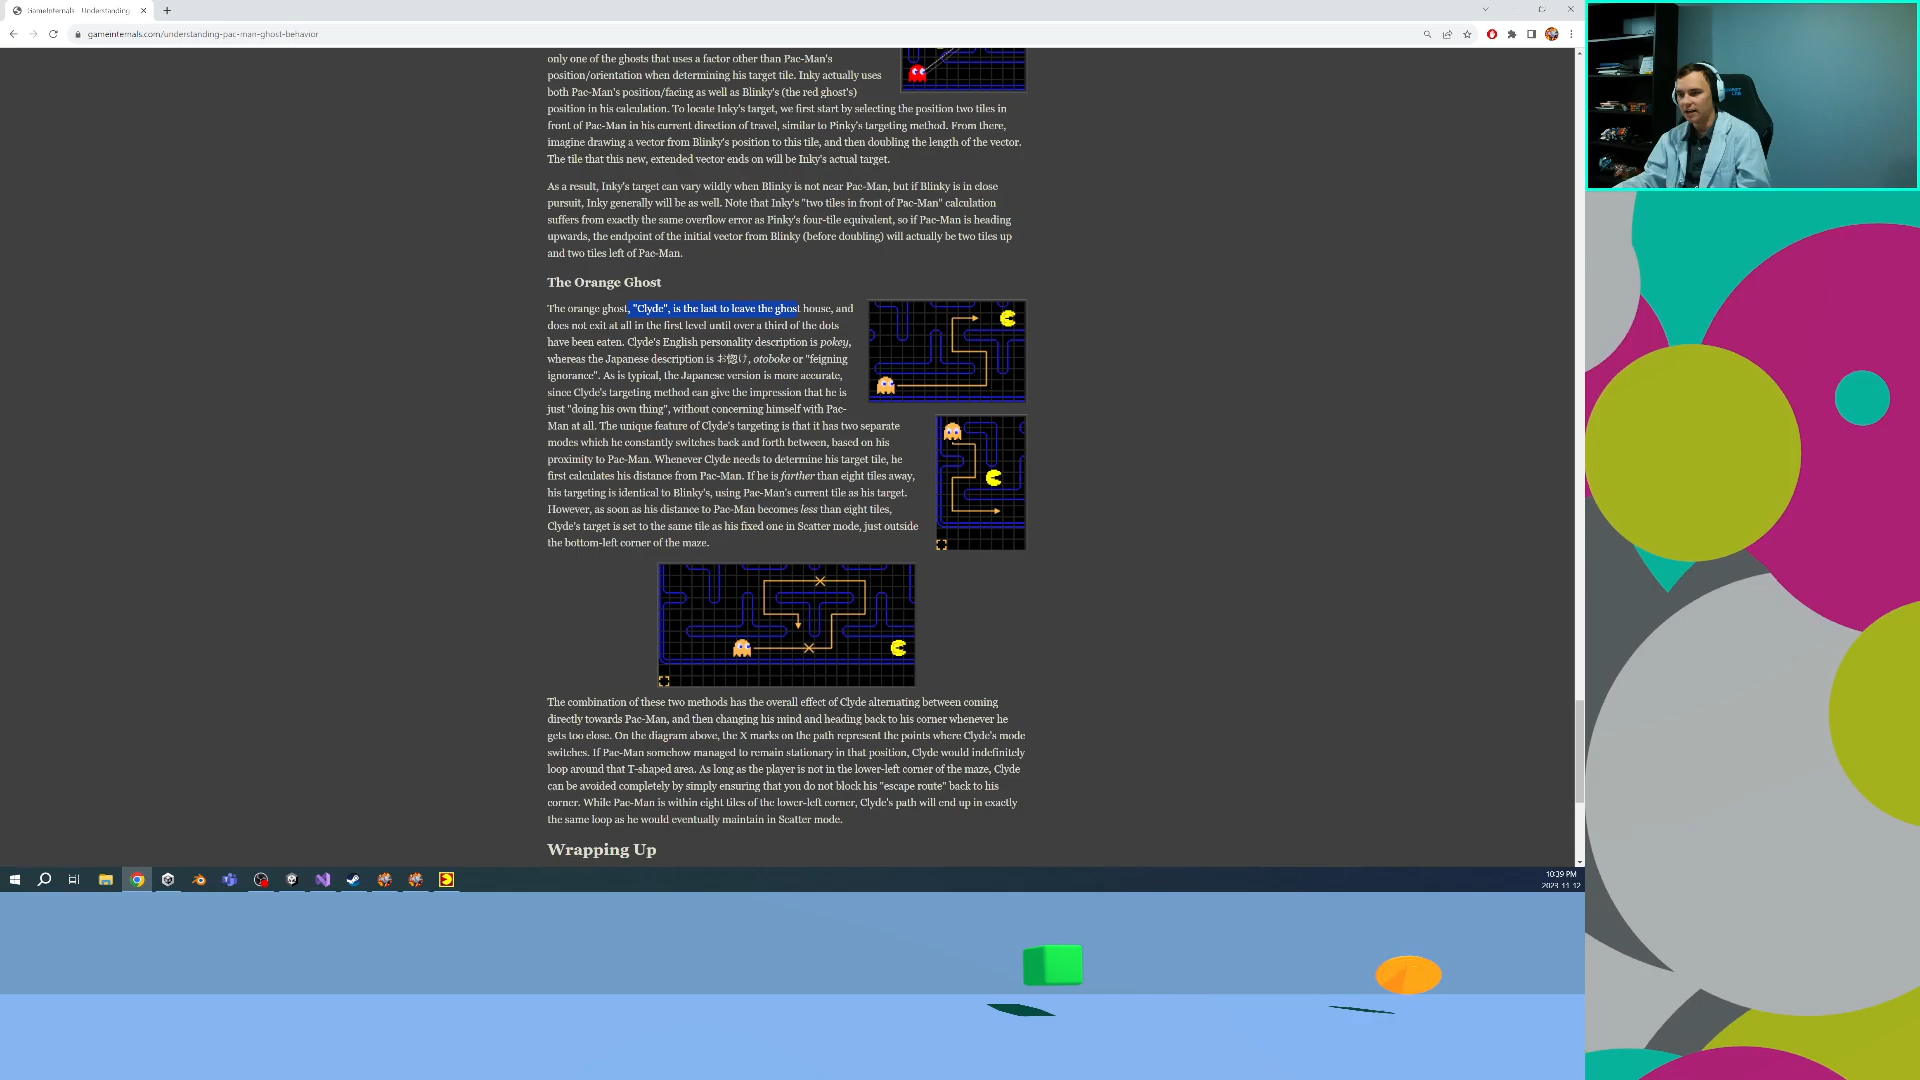 GameInternals - Understanding
gameinternals.com/understanding-pac-man-ghost-behavior
only one of the ghosts that uses a factor other than Pac-Man's
position/orientation when determining his target tile. Inky actually uses
both Pac-Man's position/facing as well as Blinky's (the red ghost's)
position in his calculation. To locate Inky's target, we first start by selecting the position two tiles in
front of Pac-Man in his current direction of travel, similar to Pinky's targeting method. From there,
imagine drawing a vector from Blinky's position to this tile, and then doubling the length of the vector.
The tile that this new, extended vector ends on will be Inky's actual target.
As a result, Inky's target can vary wildly when Blinky is not near Pac-Man, but if Blinky is in close
pursuit, Inky generally will be as well. Note that Inky's "two tiles in front of Pac-Man" calculation
suffers from exactly the same overflow error as Pinky's four-tile equivalent, so if Pac-Man is heading
upwards, the endpoint of the initial vector from Blinky (before doubling) will actually be two tiles up
and two tiles left of Pac-Man.
The Orange Ghost
The orange ghost, "Clyde", is the last to leave the ghost house, and
does not exit at all in the first level until over a third of the dots
have been eaten. Clyde's English personality description is pokey,
whereas the Japanese description is お惚け, otoboke or "feigning
ignorance". As is typical, the Japanese version is more accurate,
since Clyde's targeting method can give the impression that he is
just "doing his own thing", without concerning himself with Pac-
Man at all. The unique feature of Clyde's targeting is that it has two separate
modes which he constantly switches back and forth between, based on his
proximity to Pac-Man. Whenever Clyde needs to determine his target tile, he
first calculates his distance from Pac-Man. If he is farther than eight tiles away,
his targeting is identical to Blinky's, using Pac-Man's current tile as his target.
However, as soon as his distance to Pac-Man becomes less than eight tiles,
Clyde's target is set to the same tile as his fixed one in Scatter mode, just outside
the bottom-left corner of the maze.
The combination of these two methods has the overall effect of Clyde alternating between coming
directly towards Pac-Man, and then changing his mind and heading back to his corner whenever he
gets too close. On the diagram above, the X marks on the path represent the points where Clyde's mode
switches. If Pac-Man somehow managed to remain stationary in that position, Clyde would indefinitely
loop around that T-shaped area. As long as the player is not in the lower-left corner of the maze, Clyde
can be avoided completely by simply ensuring that you do not block his "escape route" back to his
corner. While Pac-Man is within eight tiles of the lower-left corner, Clyde's path will end up in exactly
the same loop as he would eventually maintain in Scatter mode.
Wrapping Up
10:39 PM
2023-11-12